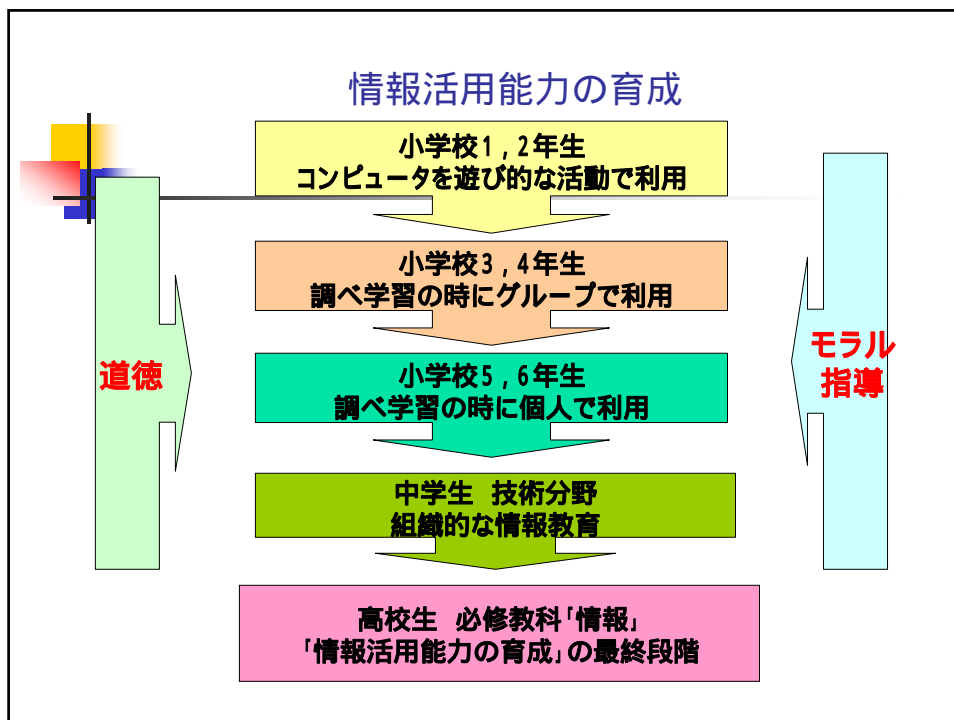 情報活用能力の育成
小学校1，2年生
コンピュータを遊び的な活動で利用
小学校3，4年生
調べ学習の時にグループで利用
道徳
モラル
指導
小学校5，6年生
調べ学習の時に個人で利用
中学生　技術分野
組織的な情報教育
高校生　必修教科「情報」
「情報活用能力の育成」の最終段階